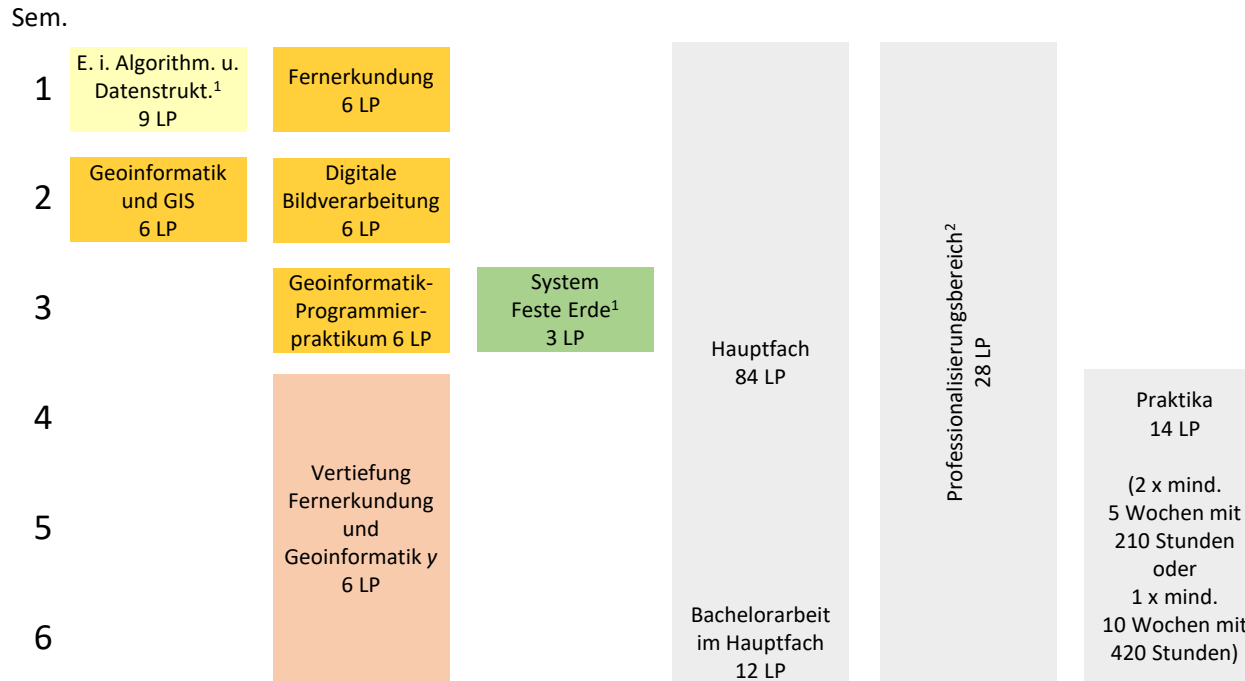 Sem.
1
E. i. Algorithm. u.
Datenstrukt.¹
9 LP
Fernerkundung
6 LP
2
Geoinformatik
und GIS
6 LP
Digitale
Bildverarbeitung
6 LP
3
Geoinformatik-
Programmier-
praktikum 6 LP
System
Feste Erde¹
3 LP
4
5
6
Vertiefung
Fernerkundung
und
Geoinformatik y
6 LP
Hauptfach
84 LP
Bachelorarbeit
im Hauptfach
12 LP
Professionalisierungsbereich²
28 LP
Praktika
14 LP
(2 x mind.
5 Wochen mit
210 Stunden
oder
1 x mind.
10 Wochen mit
420 Stunden)